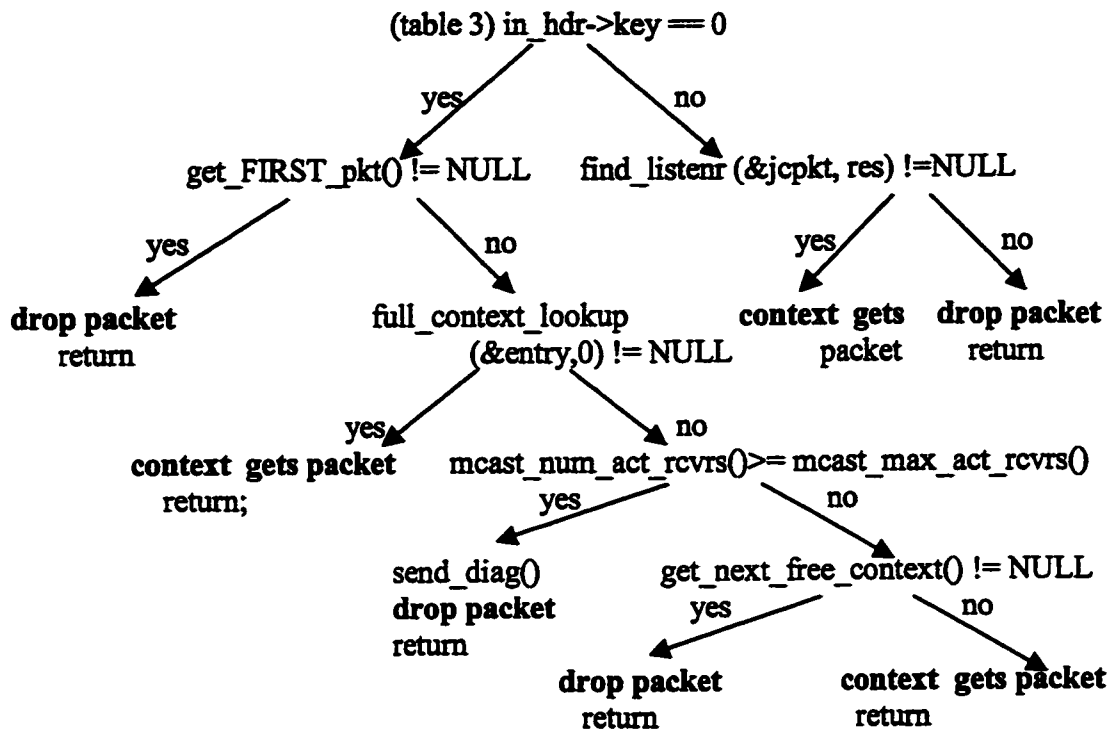 (table 3) in_hdr->key == 0
yes
no
get_FIRST_pkt() != NULL
find_listenr (&jcpkt, res) !=NULL
yes
no
yes
no
drop packet
return
full_context_lookup
(&entry,0) != NULL
context gets
packet
drop packet
return
yes
no
context gets packet
return;
mcast_num_act_rcvrs()>= mcast_max_act_rcvrs()
yes
no
send_diag()
drop packet
return
get_next_free_context() != NULL
yes
no
drop packet
return
context gets packet
return